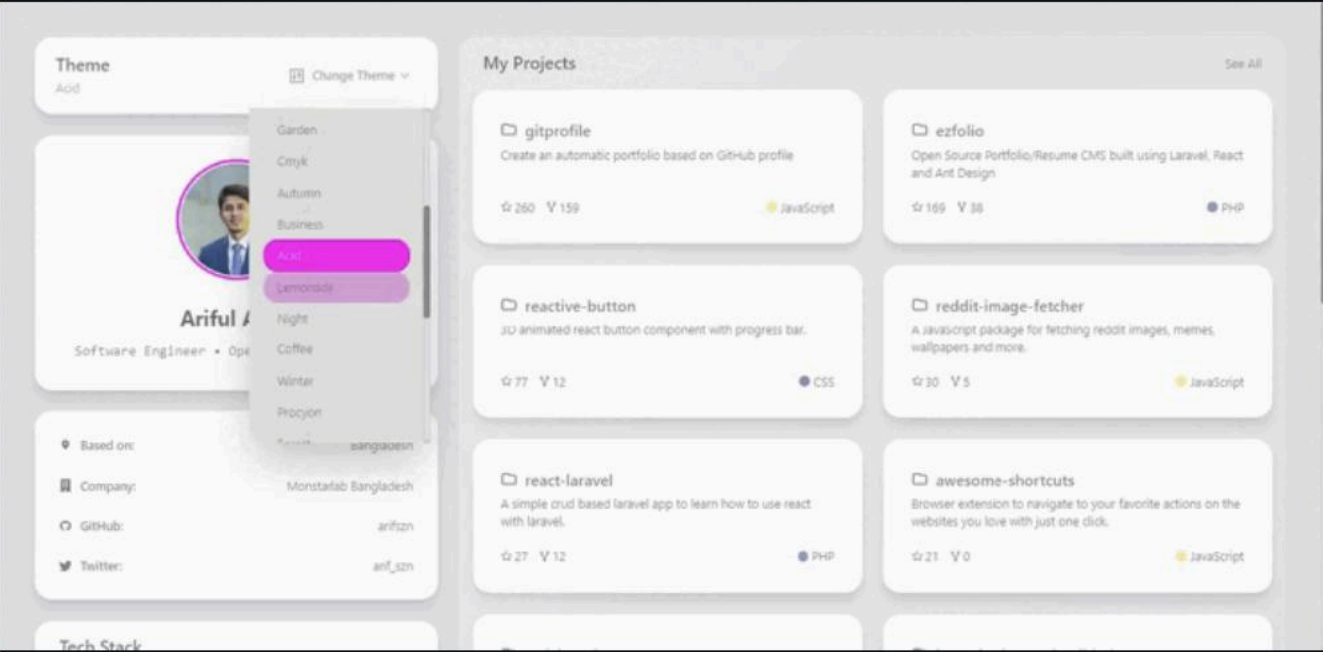 Theme
Acid
Change Theme
Garden
Cmyk
Autumn
Business
Acid
Lemonade
Night
Coffee
Winter
Procyon
Ariful A
Software Engineer • Ope
Based on:
Bangladesh
Company:
Monstarlab Bangladesh
GitHub:
arifszn
Twitter:
arif_szn
Tech Stack
My Projects
See All
gitprofile
Create an automatic portfolio based on GitHub profile
260 159
JavaScript
ezfolio
Open Source Portfolio/Resume CMS built using Laravel, React
and Ant Design
169 38
PHP
reactive-button
3D animated react button component with progress bar.
77 12
CSS
reddit-image-fetcher
A JavaScript package for fetching reddit images, memes,
wallpapers and more.
30 5
JavaScript
react-laravel
A simple crud based laravel app to learn how to use react
with laravel.
27 12
PHP
awesome-shortcuts
Browser extension to navigate to your favorite actions on the
websites you love with just one click.
21 0
JavaScript